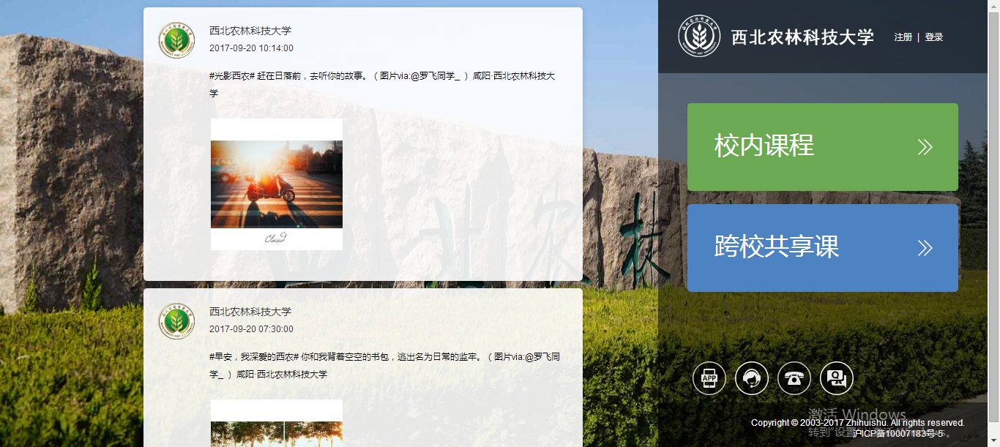 西北农林科技大学
2017-09-20 10:14:00
#光影西农# 赶在日落前，去听你的故事。（图片via:@罗飞同学_ ） 咸阳·西北农林科技大
学
Closed
西北农林科技大学
2017-09-20 07:30:00
#早安，我深爱的西农# 你和我背着空空的书包，逃出名为日常的监牢。（图片via:@罗飞同
学_ ） 咸阳·西北农林科技大学
西北农林科技大学
注册 | 登录
校内课程
跨校共享课
APP
Q
A
激活 Windows
Copyright © 2003-2017 Zhihuishu. All rights reserved.
沪ICP备10007183号-5
北农林